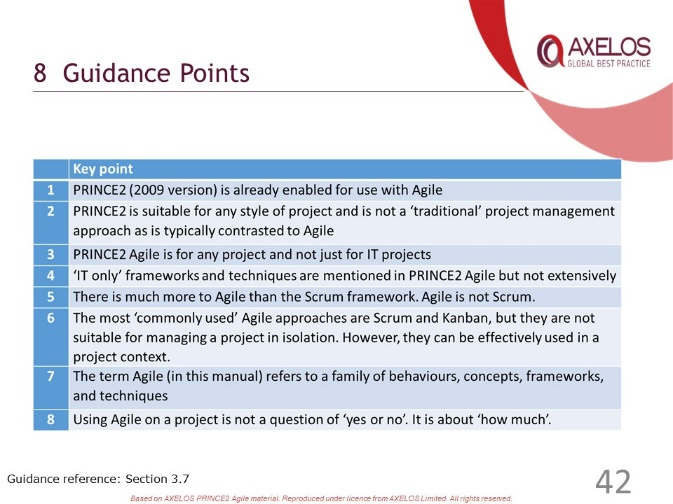 AXELOS
GLOBAL BEST PRACTICE
8 Guidance Points
Key point
1 PRINCE2 (2009 version) is already enabled for use with Agile
2 PRINCE2 is suitable for any style of project and is not a ‘traditional’ project management
approach as is typically contrasted to Agile
3 PRINCE2 Agile is for any project and not just for IT projects
4 ‘IT only’ frameworks and techniques are mentioned in PRINCE2 Agile but not extensively
5 There is much more to Agile than the Scrum framework. Agile is not Scrum.
6 The most ‘commonly used’ Agile approaches are Scrum and Kanban, but they are not
suitable for managing a project in isolation. However, they can be effectively used in a
project context.
7 The term Agile (in this manual) refers to a family of behaviours, concepts, frameworks,
and techniques
8 Using Agile on a project is not a question of ‘yes or no’. It is about ‘how much’.
Guidance reference: Section 3.7
42
Based on AXELOS PRINCE2 Agile material. Reproduced under licence from AXELOS Limited. All rights reserved.